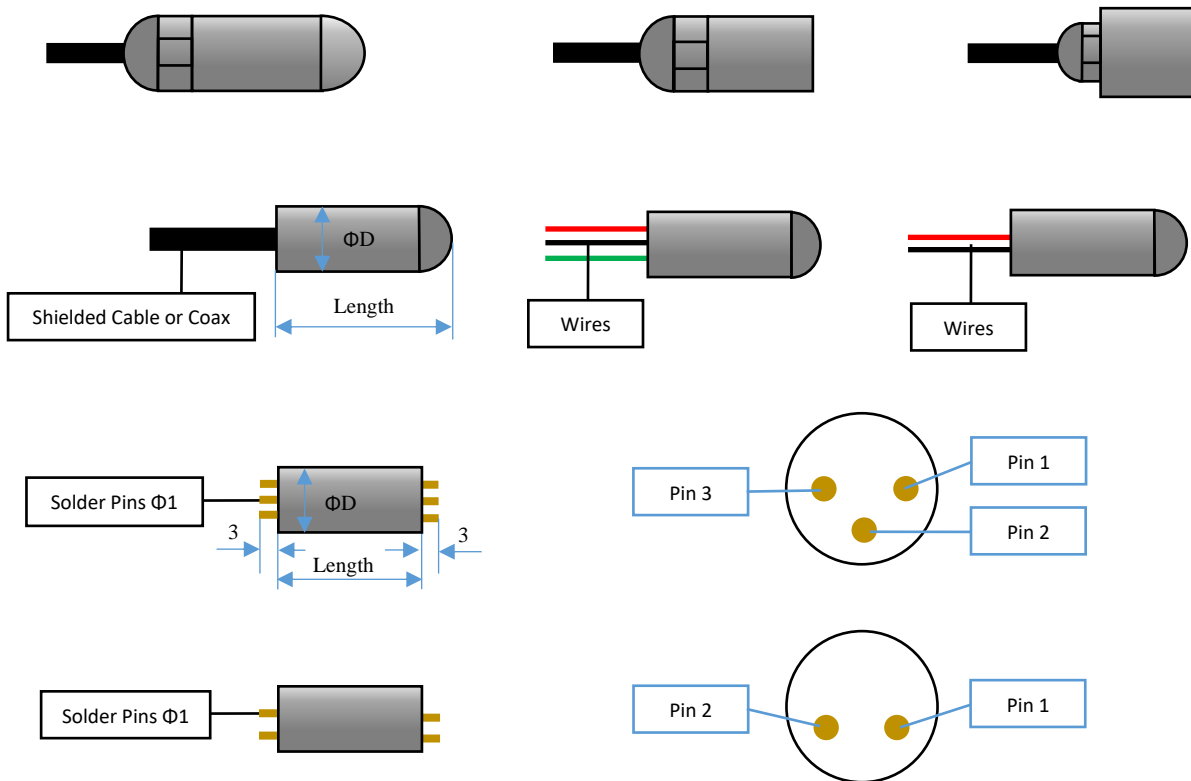 ΦD
Shielded Cable or Coax
Length
Wires
Wires
Solder Pins Φ1
ΦD
3
Length
3
Pin 3
Pin 1
Pin 2
Solder Pins Φ1
Pin 2
Pin 1